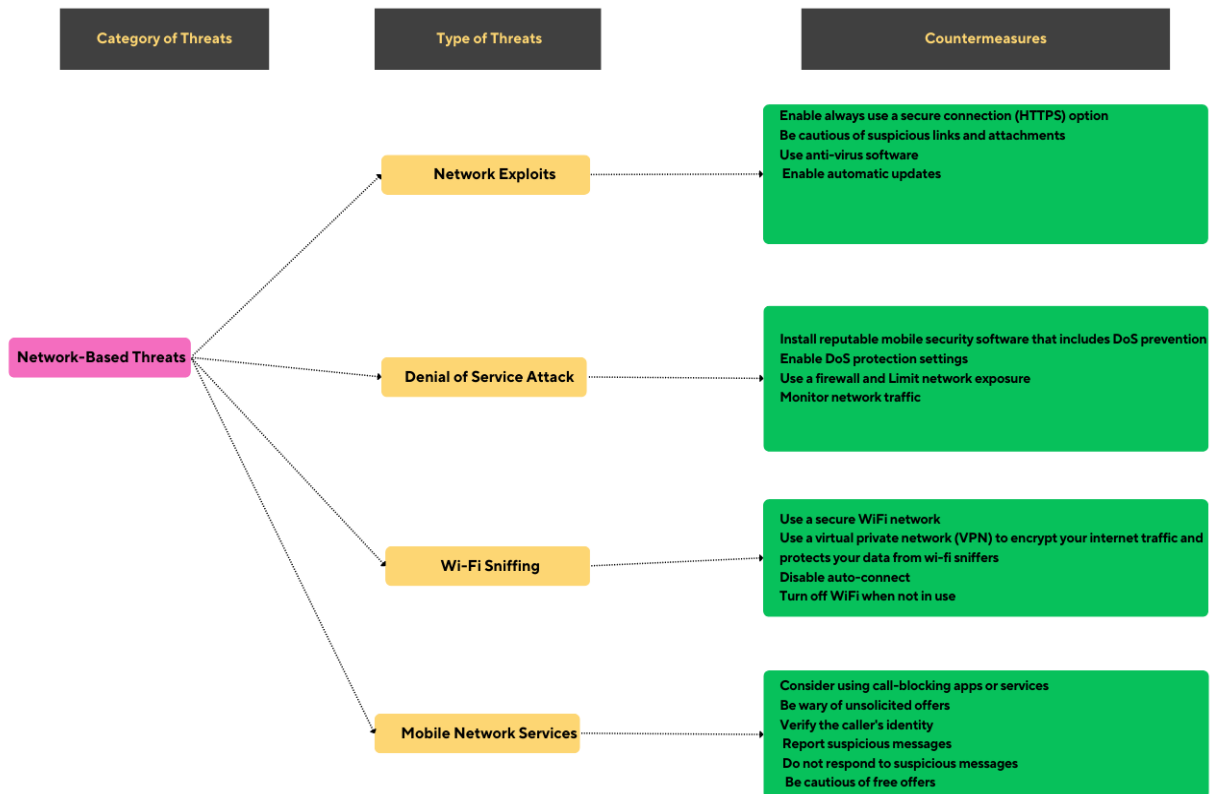 Category of Threats
Type of Threats
Countermeasures
Network-Based Threats
Network Exploits
Enable always use a secure connection (HTTPS) option
Be cautious of suspicious links and attachments
Use anti-virus software
Enable automatic updates
Denial of Service Attack
Install reputable mobile security software that includes DoS prevention
Enable DoS protection settings
Use a firewall and Limit network exposure
Monitor network traffic
Wi-Fi Sniffing
Use a secure WiFi network
Use a virtual private network (VPN) to encrypt your internet traffic and
protects your data from wi-fi sniffers
Disable auto-connect
Turn off WiFi when not in use
Mobile Network Services
Consider using call-blocking apps or services
Be wary of unsolicited offers
Verify the caller's identity
Report suspicious messages
Do not respond to suspicious messages
Be cautious of free offers